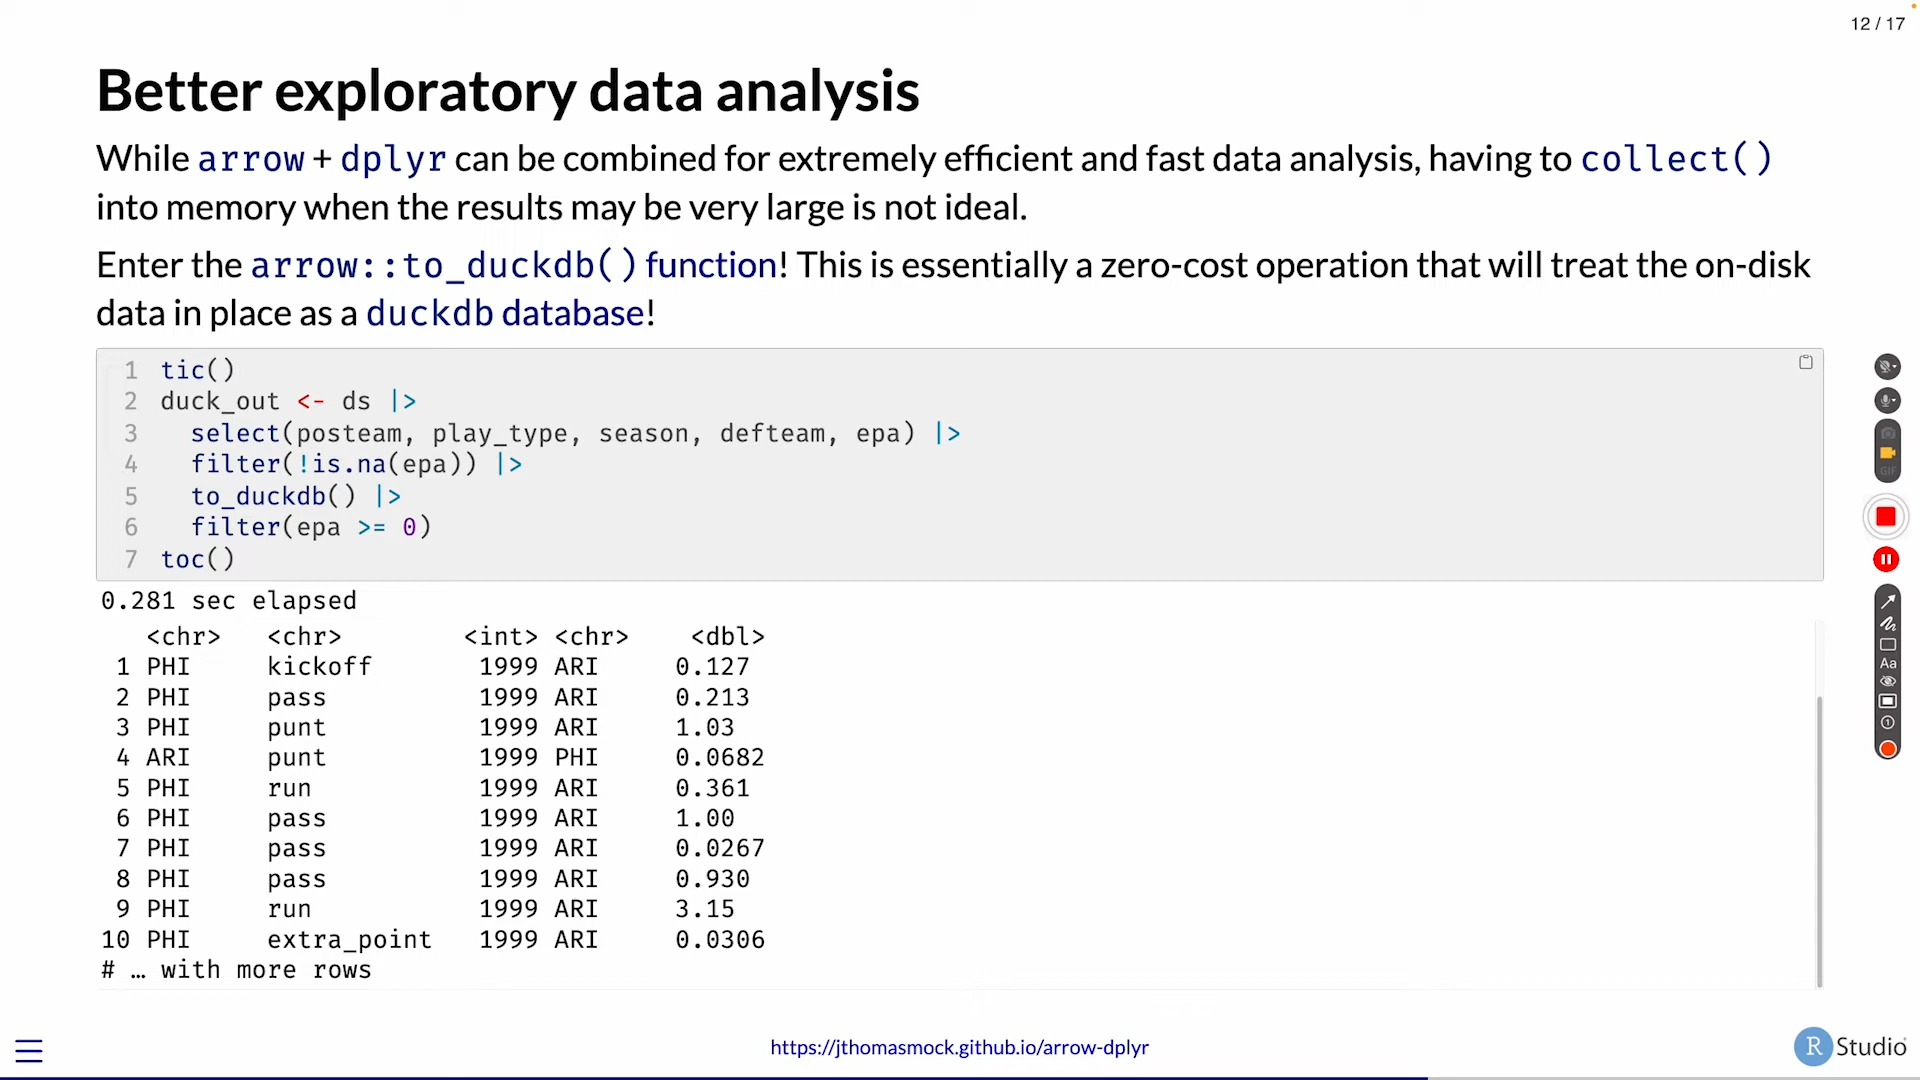 12 / 17
Better exploratory data analysis
While arrow + dplyr can be combined for extremely efficient and fast data analysis, having to collect()
into memory when the results may be very large is not ideal.
Enter the arrow::to_duckdb() function! This is essentially a zero-cost operation that will treat the on-disk
data in place as a duckdb database!
1 tic()
2 duck_out <- ds |>
3   select(posteam, play_type, season, defteam, epa) |>
4   filter(!is.na(epa)) |>
5   to_duckdb() |>
6   filter(epa >= 0)
7 toc()
0.281 sec elapsed
   <chr>   <chr>        <int> <chr>    <dbl>
 1 PHI     kickoff       1999 ARI     0.127
 2 PHI     pass          1999 ARI     0.213
 3 PHI     punt          1999 ARI     1.03
 4 ARI     punt          1999 PHI     0.0682
 5 PHI     run           1999 ARI     0.361
 6 PHI     pass          1999 ARI     1.00
 7 PHI     pass          1999 ARI     0.0267
 8 PHI     pass          1999 ARI     0.930
 9 PHI     run           1999 ARI     3.15
10 PHI     extra_point   1999 ARI     0.0306
# … with more rows
GIF
Aa
1
https://jthomasmock.github.io/arrow-dplyr
R Studio